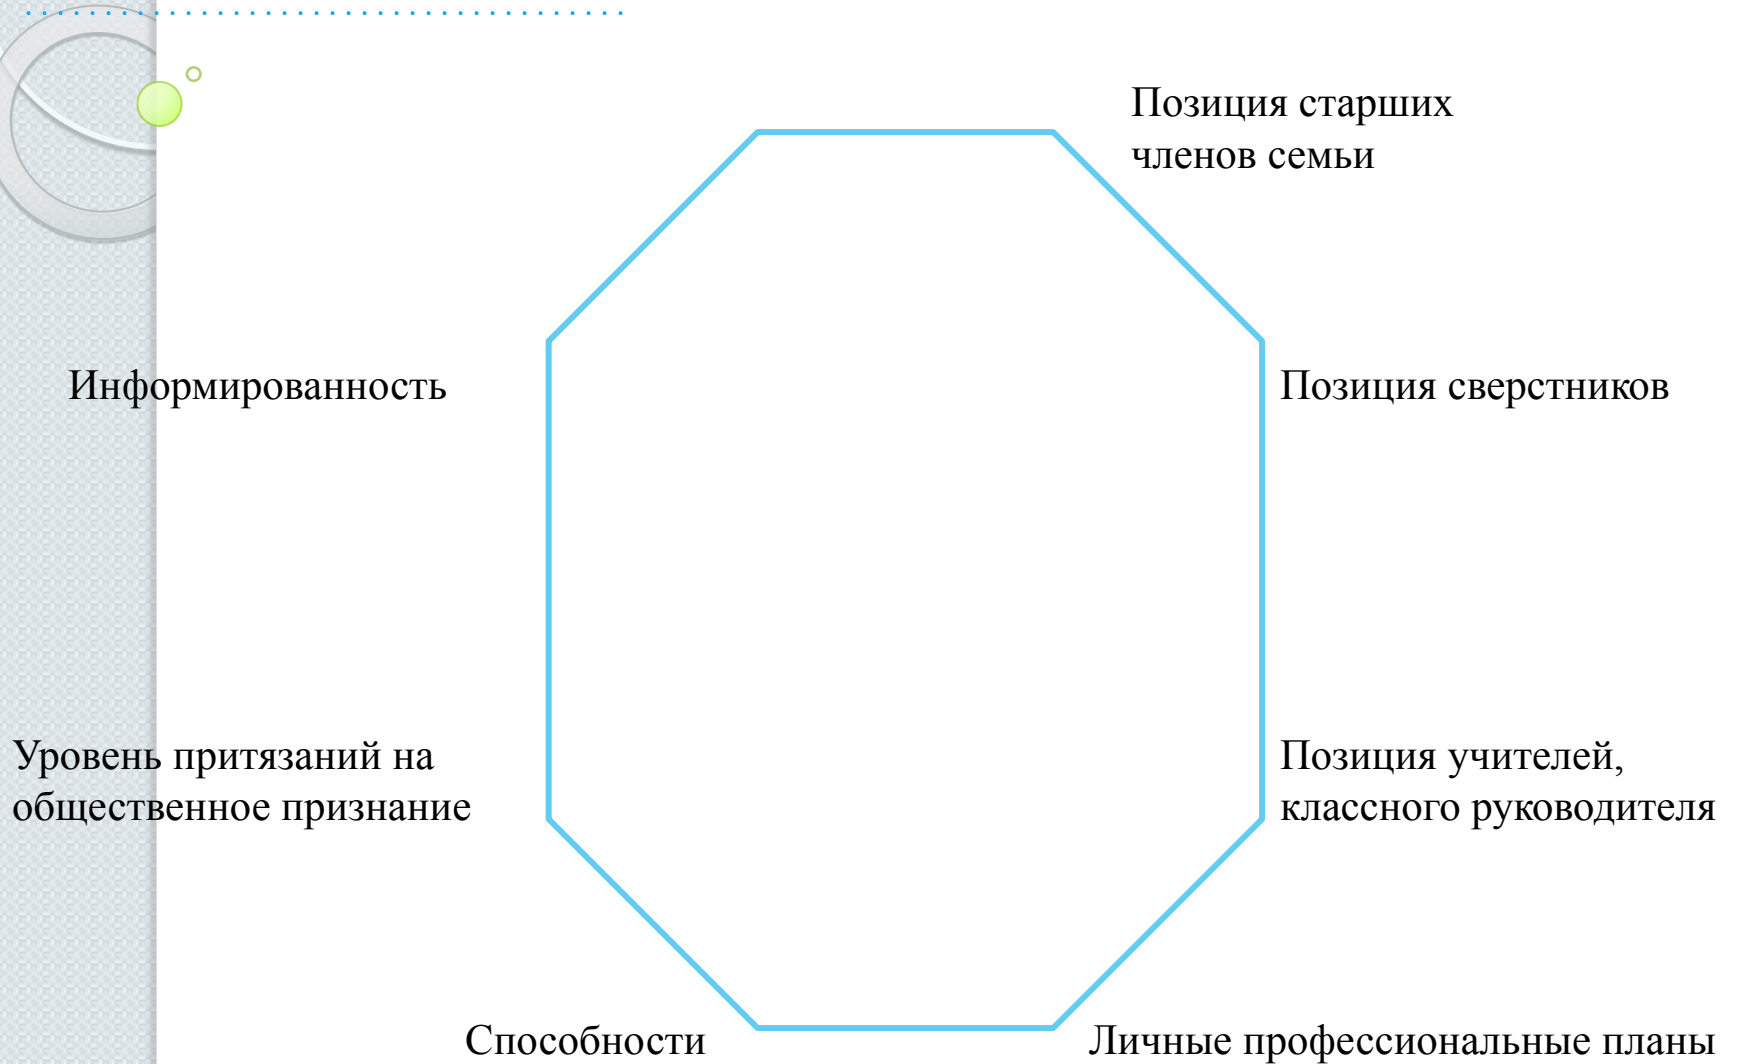 Позиция старших
членов семьи
Информированность
Позиция сверстников
Уровень притязаний на
общественное признание
Позиция учителей,
классного руководителя
Способности
Личные профессиональные планы